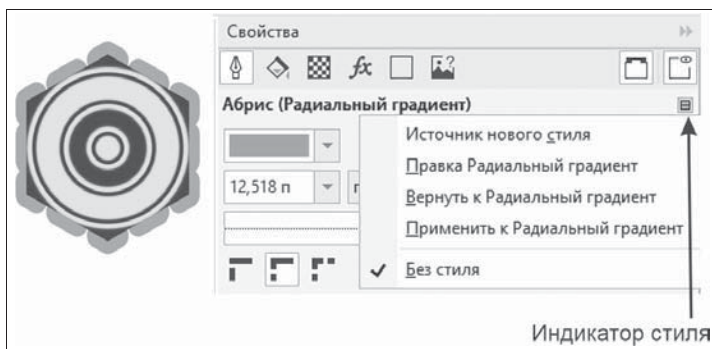 Свойства
fx
Абрис (Радиальный градиент)
Источник нового стиля
12,518 п
Правка Радиальный градиент
Вернуть к Радиальный градиент
Применить к Радиальный градиент
Без стиля
Индикатор стиля